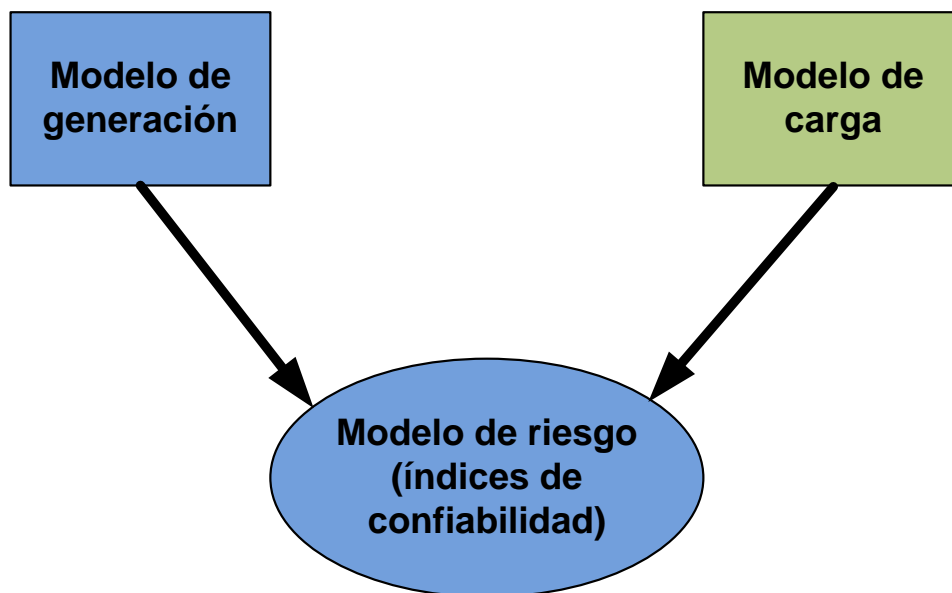 Modelo de
generación
Modelo de
carga
Modelo de riesgo
(índices de
confiabilidad)